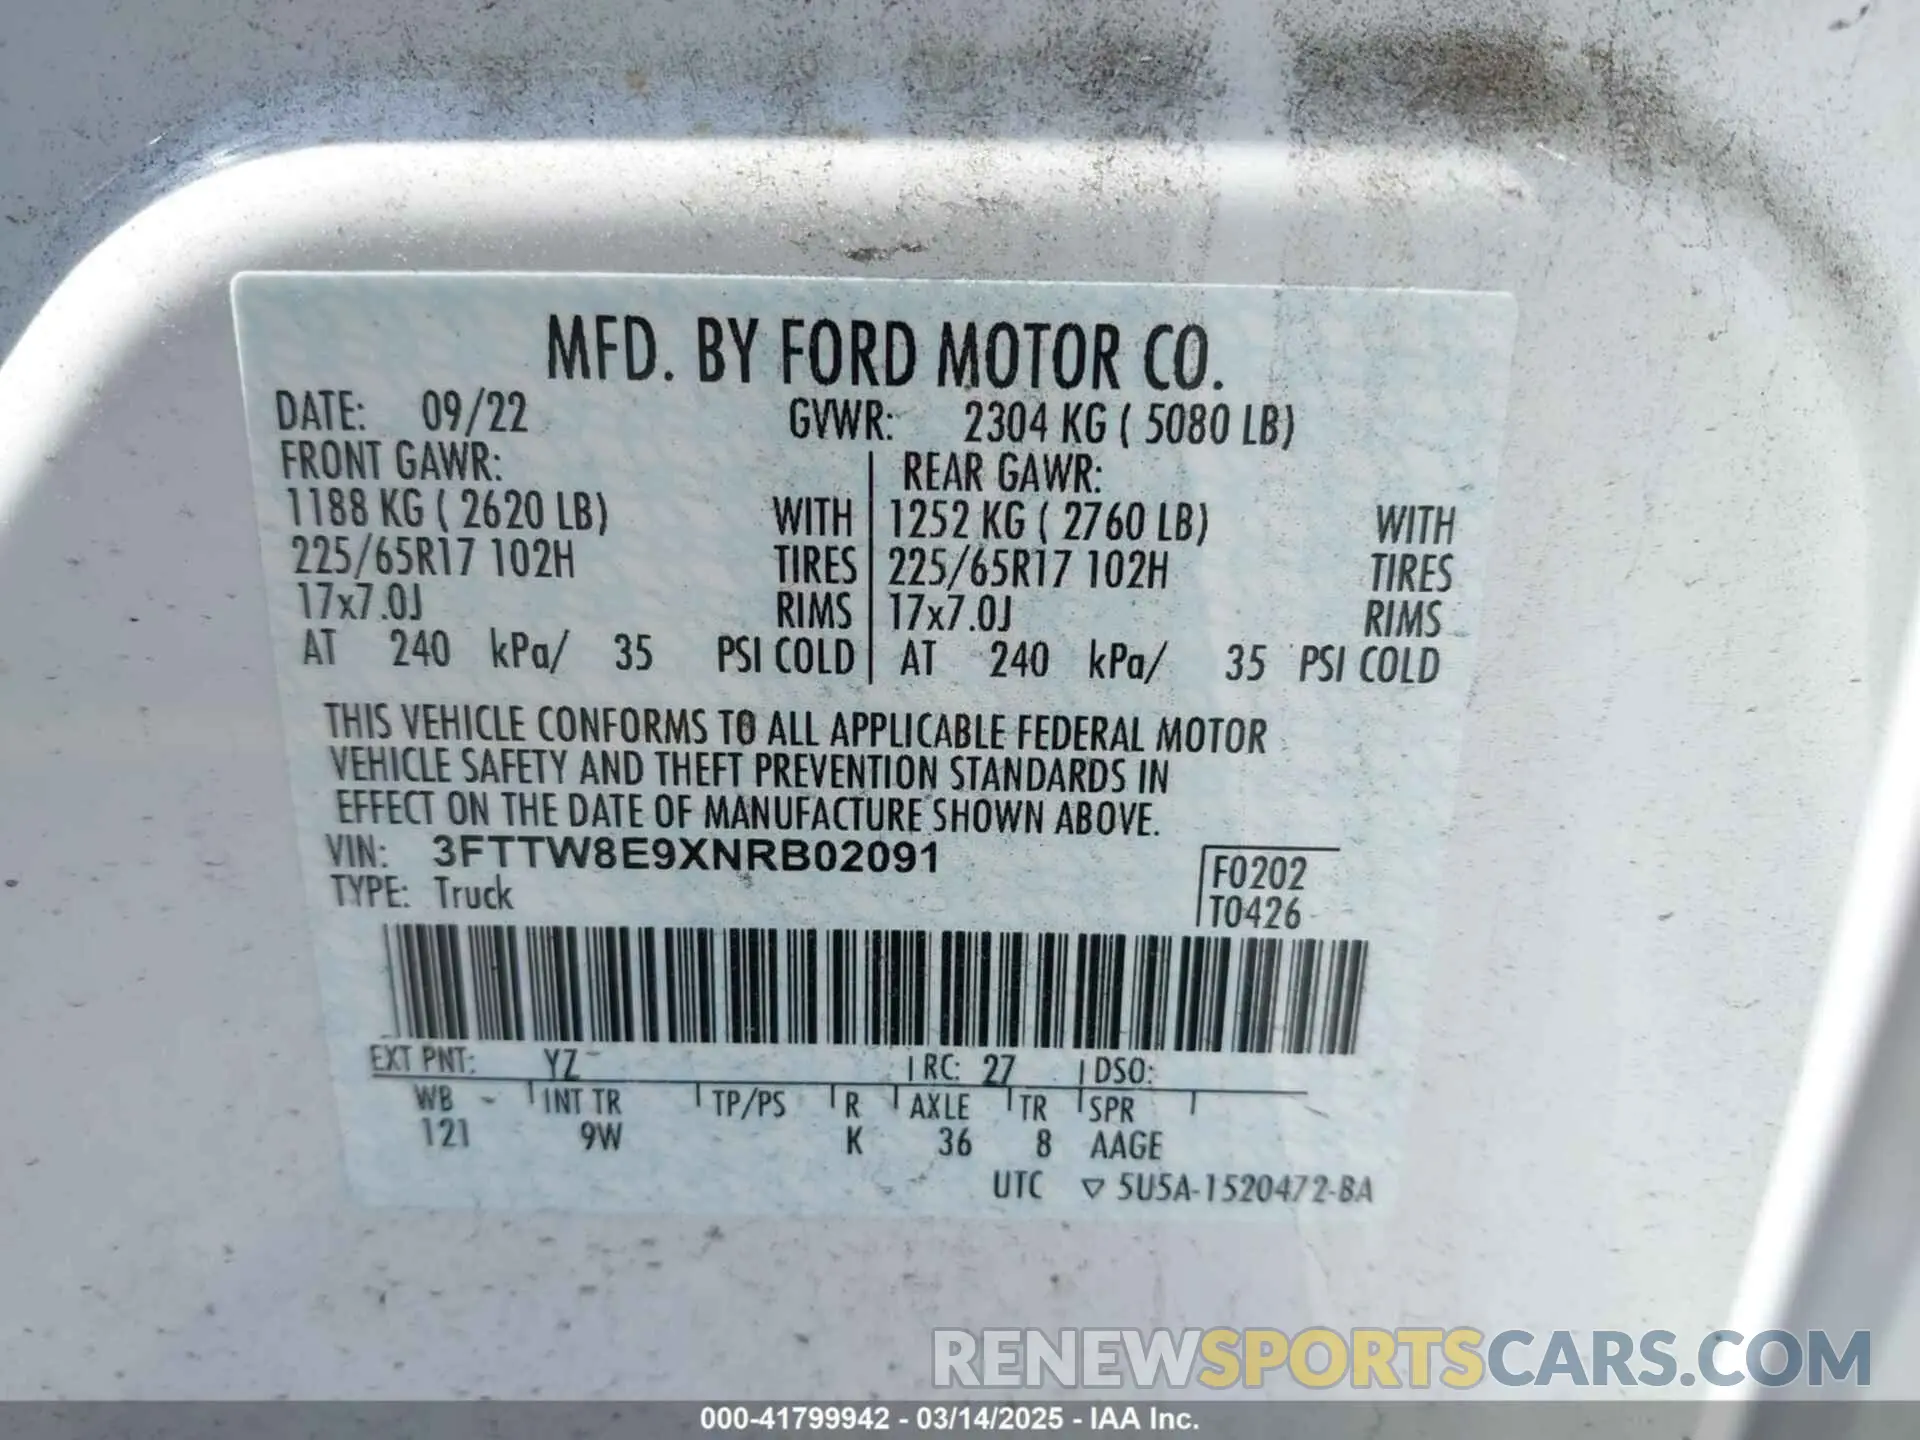 MFD. BY FORD MOTOR CO.
DATE: 09/22 GVWR: 2304 KG ( 5080 LB)
FRONT GAWR: REAR GAWR:
1188 KG ( 2620 LB) WITH 1252 KG ( 2760 LB) WITH
225/65R17 102H TIRES 225/65R17 102H TIRES
17x7.0J RIMS 17x7.0J RIMS
AT 240 kPa/ 35 PSI COLD AT 240 kPa/ 35 PSI COLD
THIS VEHICLE CONFORMS TO ALL APPLICABLE FEDERAL MOTOR
VEHICLE SAFETY AND THEFT PREVENTION STANDARDS IN
EFFECT ON THE DATE OF MANUFACTURE SHOWN ABOVE.
VIN: 3FTTW8E9XNRB02091 F0202
TYPE: Truck T0426
EXT PNT: YZ RC: 27 DSO:
WB INT TR TP/PS R AXLE TR SPR
121 9W K 36 8 AAGE
UTC ▽ 5U5A-1520472-BA
RENEWSPORTSCARS.COM
000-41799942 - 03/14/2025 - IAA Inc.